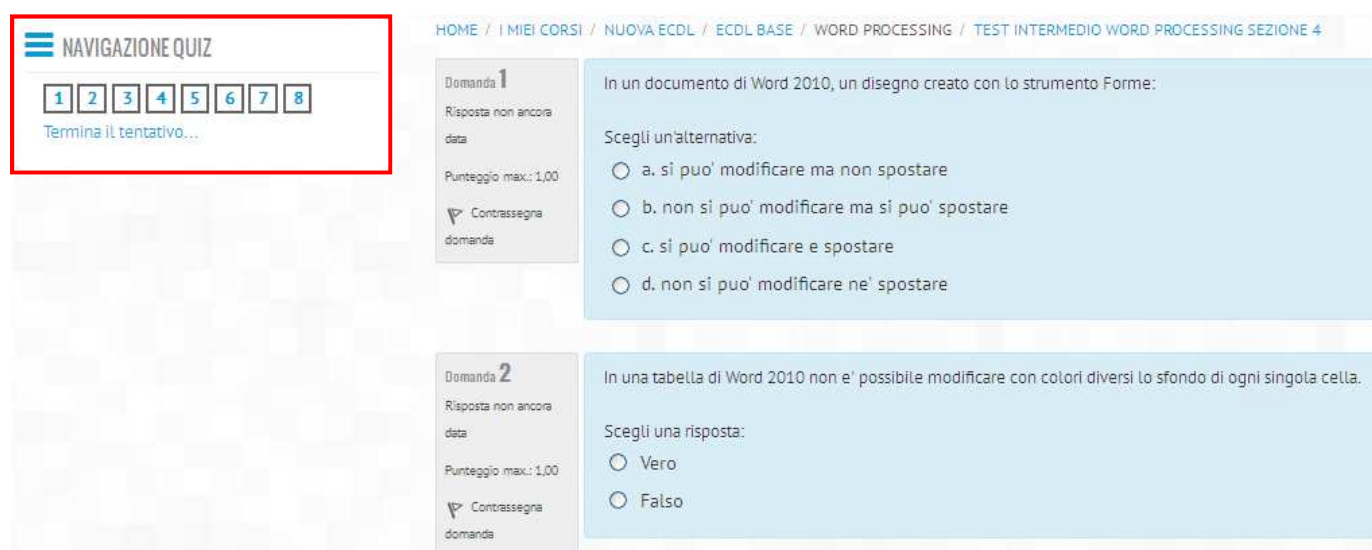 NAVIGAZIONE QUIZ
1 2 3 4 5 6 7 8
Termina il tentativo...
HOME / I MIEI CORSI / NUOVA ECDL / ECDL BASE / WORD PROCESSING / TEST INTERMEDIO WORD PROCESSING SEZIONE 4
Domanda 1
Risposta non ancora
data
Punteggio max.: 1,00
Contrassegna
domanda
In un documento di Word 2010, un disegno creato con lo strumento Forme:
Scegli un'alternativa:
a. si puo' modificare ma non spostare
b. non si puo' modificare ma si puo' spostare
c. si puo' modificare e spostare
d. non si puo' modificare ne' spostare
Domanda 2
Risposta non ancora
data
Punteggio max.: 1,00
Contrassegna
domanda
In una tabella di Word 2010 non e' possibile modificare con colori diversi lo sfondo di ogni singola cella.
Scegli una risposta:
Vero
Falso